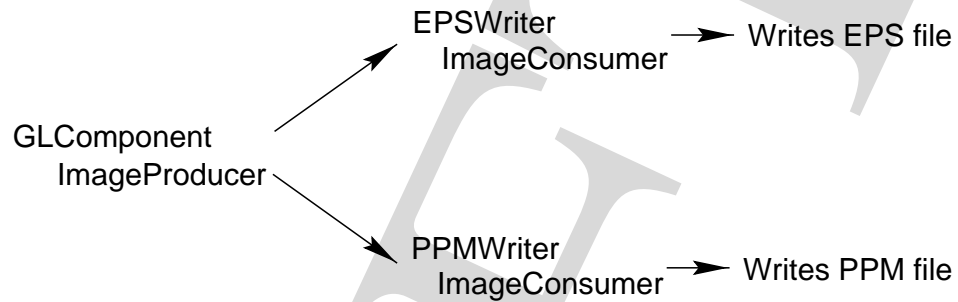 EPSWriter
ImageConsumer
Writes EPS file
GLComponent
ImageProducer
PPMWriter
ImageConsumer
Writes PPM file